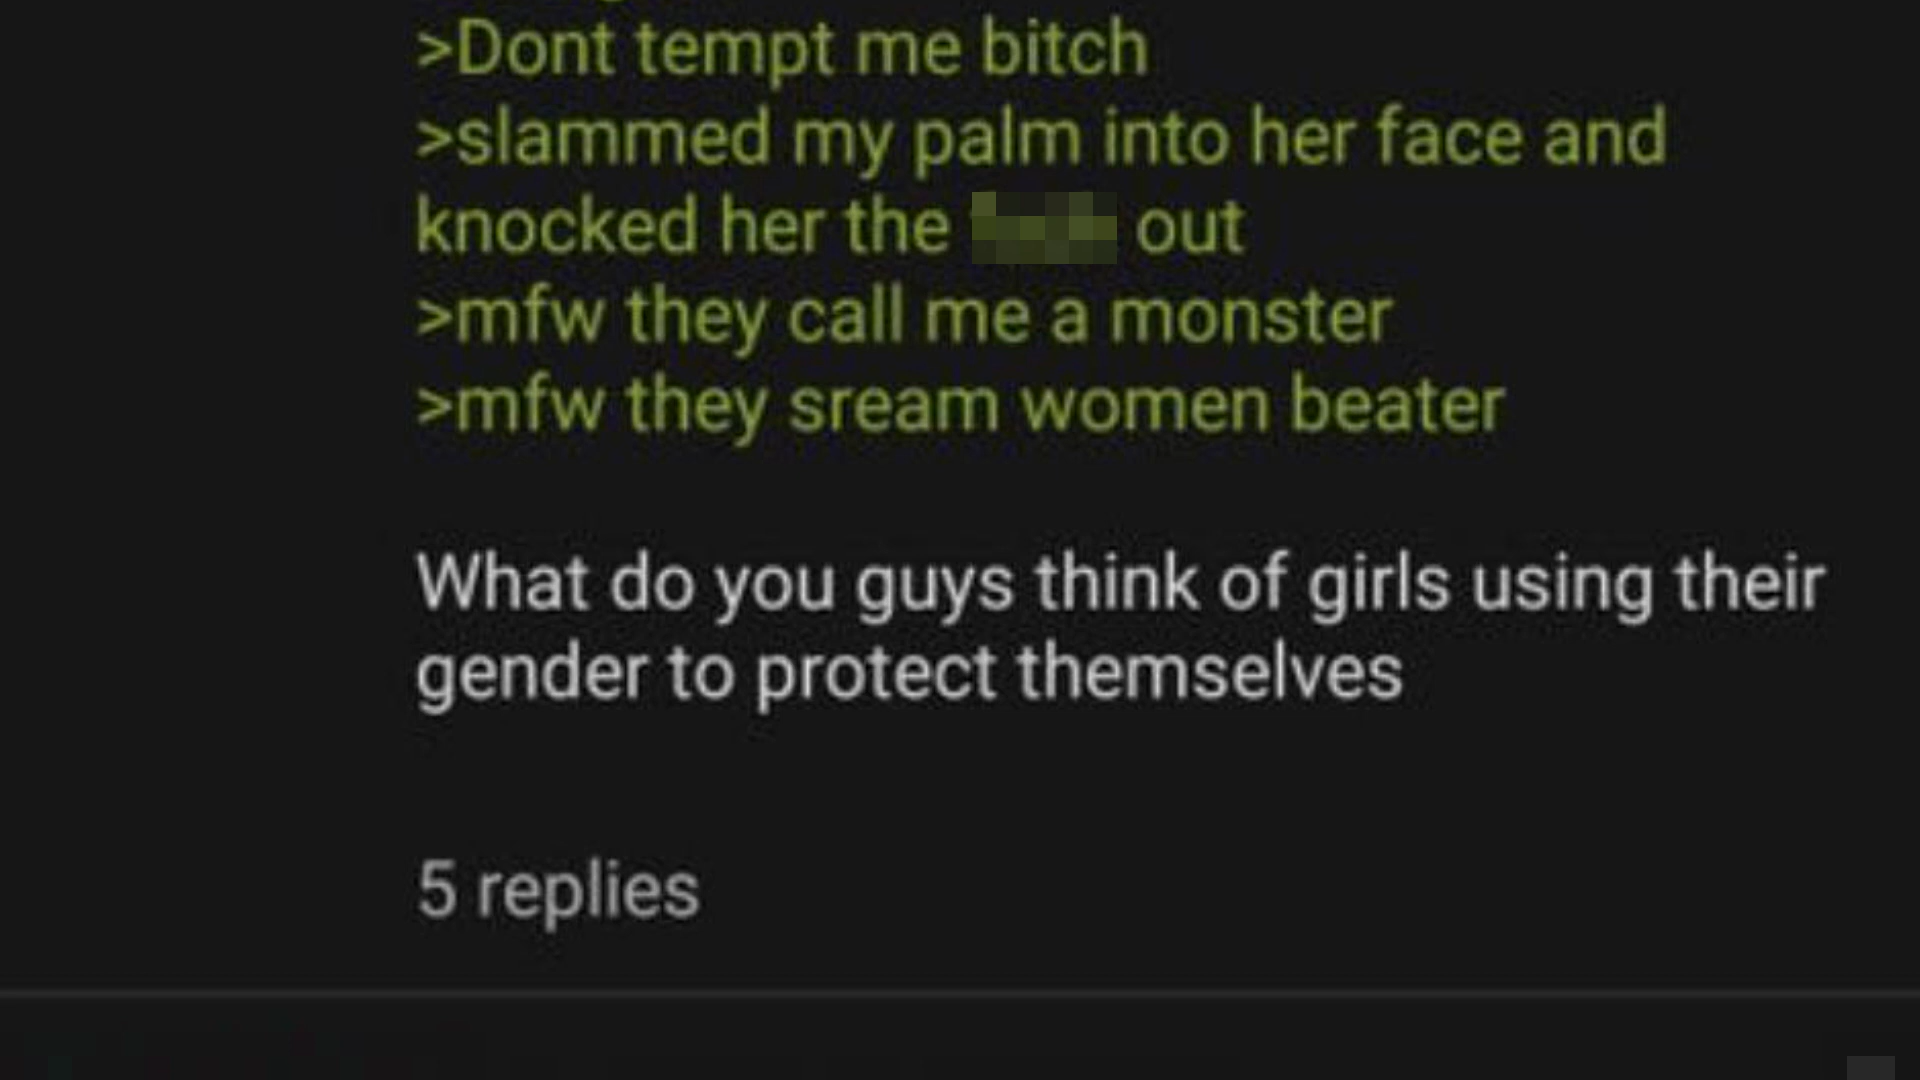 >Dont tempt me bitch
>slammed my palm into her face and
knocked her the out
>mfw they call me a monster
>mfw they sream women beater
What do you guys think of girls using their
gender to protect themselves
5 replies